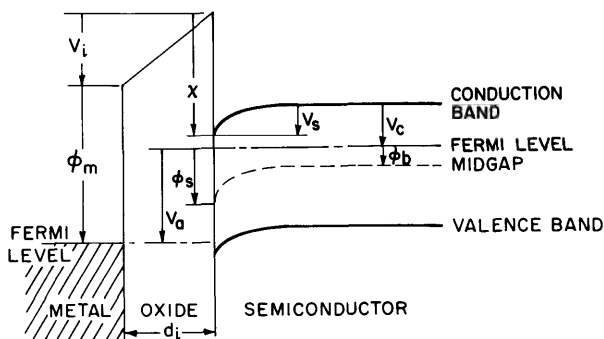 V_i
χ
CONDUCTION
BAND
V_s
V_c
FERMI LEVEL
MIDGAP
ϕ_m
ϕ_s
ϕ_b
V_a
FERMI
LEVEL
VALENCE BAND
METAL OXIDE SEMICONDUCTOR
d_i